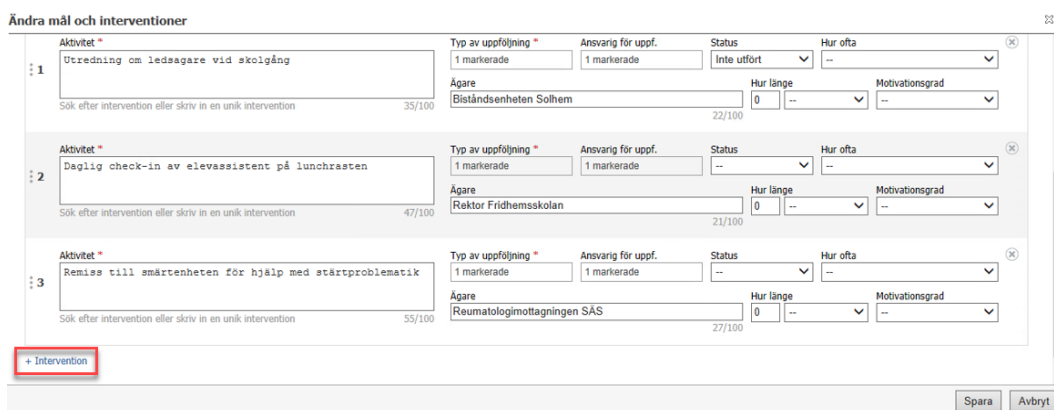 Ändra mål och interventioner
Aktivitet * Typ av uppföljning * Ansvarig för uppf. Status Hur ofta
1 Utredning om ledsagare vid skolgång 1 markerade 1 markerade Inte utfört --
Ägare Hur länge Motivationsgrad
Biståndsenheten Solhem 0 -- --
Sök efter intervention eller skriv in en unik intervention 35/100 22/100
Aktivitet * Typ av uppföljning * Ansvarig för uppf. Status Hur ofta
2 Daglig check-in av elevassistent på lunchrasten 1 markerade 1 markerade -- --
Ägare Hur länge Motivationsgrad
Rektor Fridhemsskolan 0 -- --
Sök efter intervention eller skriv in en unik intervention 47/100 21/100
Aktivitet * Typ av uppföljning * Ansvarig för uppf. Status Hur ofta
3 Remiss till smärtenheten för hjälp med stärtproblematik 1 markerade 1 markerade -- --
Ägare Hur länge Motivationsgrad
Reumatologimottagningen SÄS 0 -- --
Sök efter intervention eller skriv in en unik intervention 55/100 27/100
+ Intervention
Spara Avbryt